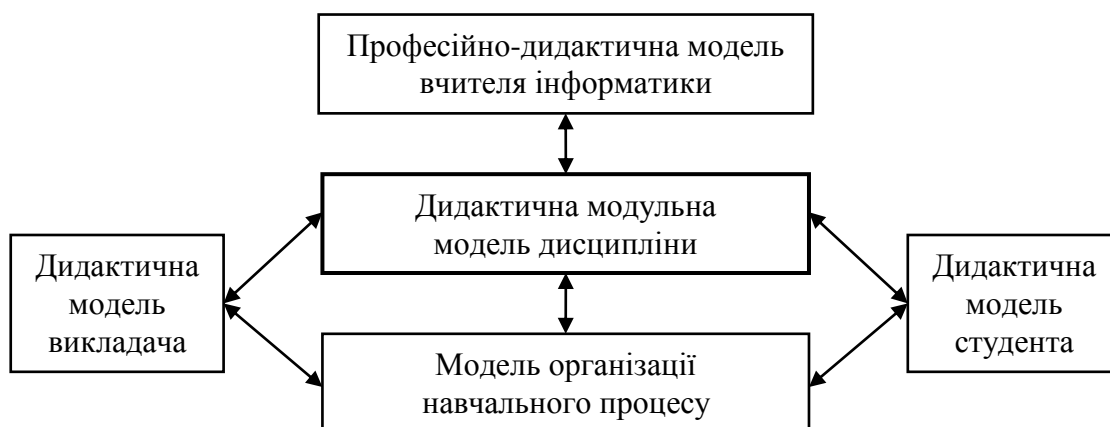 Професійно-дидактична модель
вчителя інформатики
Дидактична модульна
модель дисципліни
Дидактична
модель
викладача
Дидактична
модель
студента
Модель організації
навчального процесу